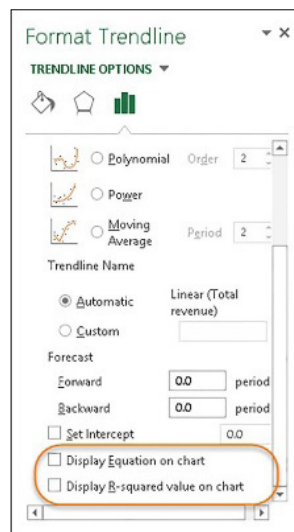 Format Trendline
TRENDLINE OPTIONS
Polynomial Order 2
Power
Moving Average Period 2
Trendline Name
Automatic Linear (Total revenue)
Custom
Forecast
Forward 0.0 period
Backward 0.0 period
Set Intercept 0.0
Display Equation on chart
Display R-squared value on chart